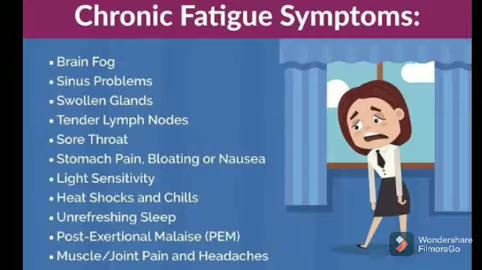 Chronic Fatigue Symptoms:
• Brain Fog
• Sinus Problems
• Swollen Glands
• Tender Lymph Nodes
• Sore Throat
• Stomach Pain, Bloating or Nausea
• Light Sensitivity
• Heat Shocks and Chills
• Unrefreshing Sleep
• Post-Exertional Malaise (PEM)
• Muscle/Joint Pain and Headaches
Wondershare
FilmoraGo